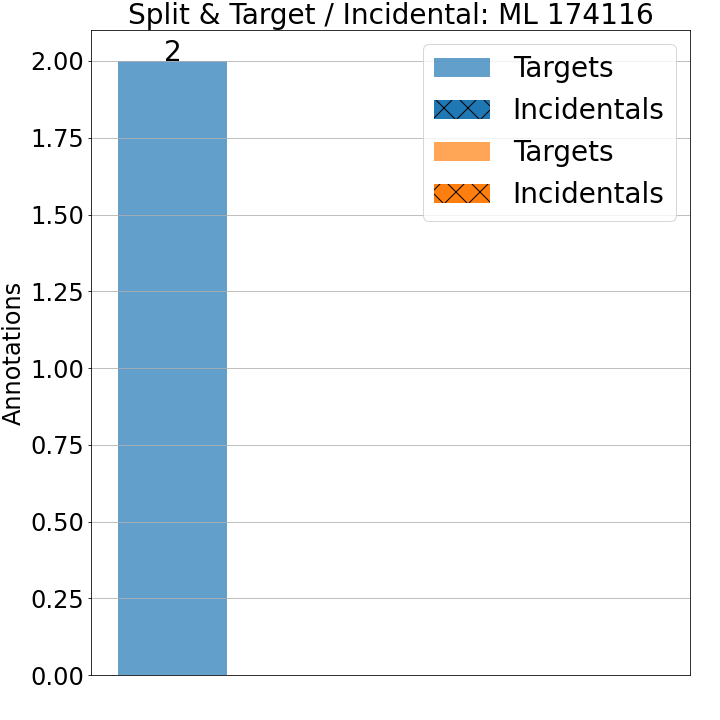 Split & Target / Incidental: ML 174116
2
2.00
1.75
1.50
1.25
1.00
0.75
0.50
0.25
0.00
Annotations
Targets
Incidentals
Targets
Incidentals